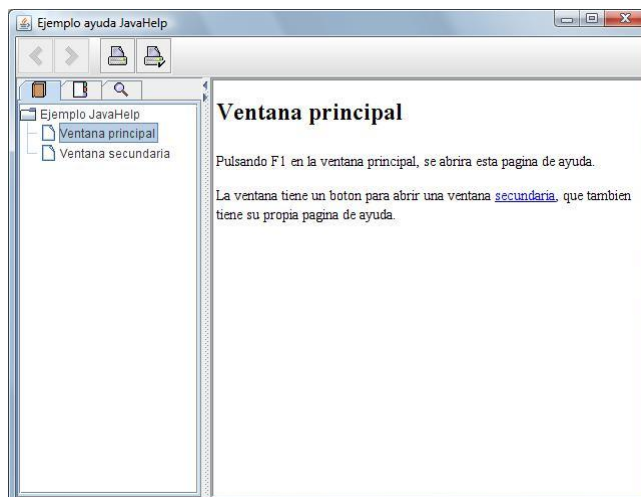 Ejemplo ayuda JavaHelp
Ejemplo JavaHelp
Ventana principal
Ventana secundaria
Ventana principal
Pulsando F1 en la ventana principal, se abrira esta pagina de ayuda.
La ventana tiene un boton para abrir una ventana secundaria, que tambien
tiene su propia pagina de ayuda.